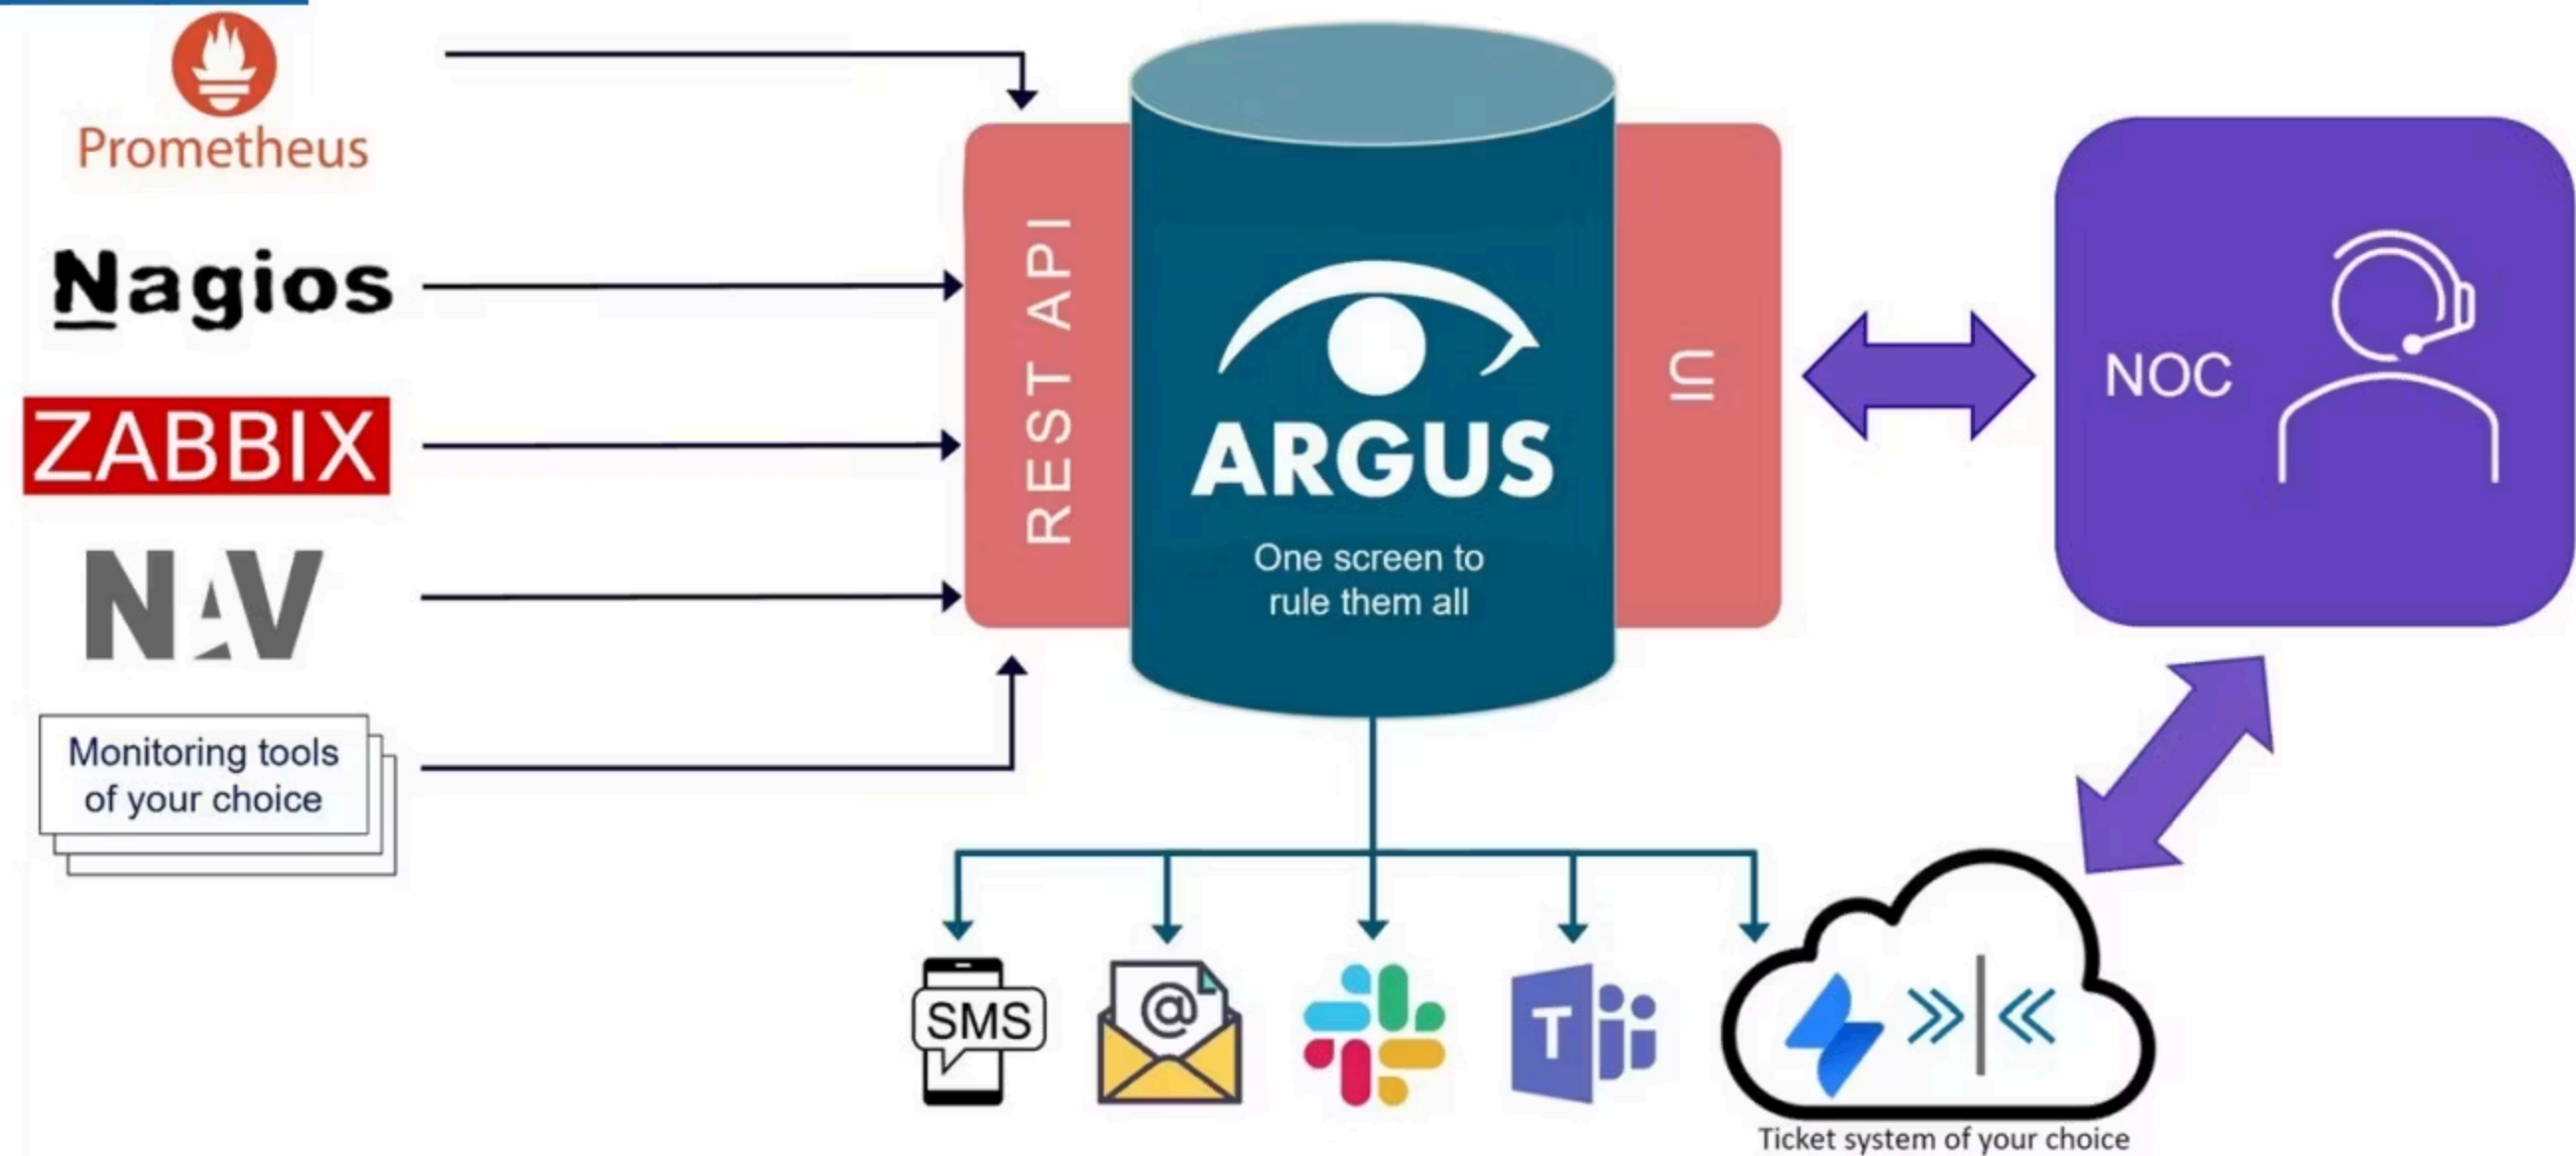 Prometheus
Nagios
ZABBIX
NAV
Monitoring tools
of your choice
REST API
ARGUS
One screen to
rule them all
UI
NOC
SMS
@
T
Ticket system of your choice